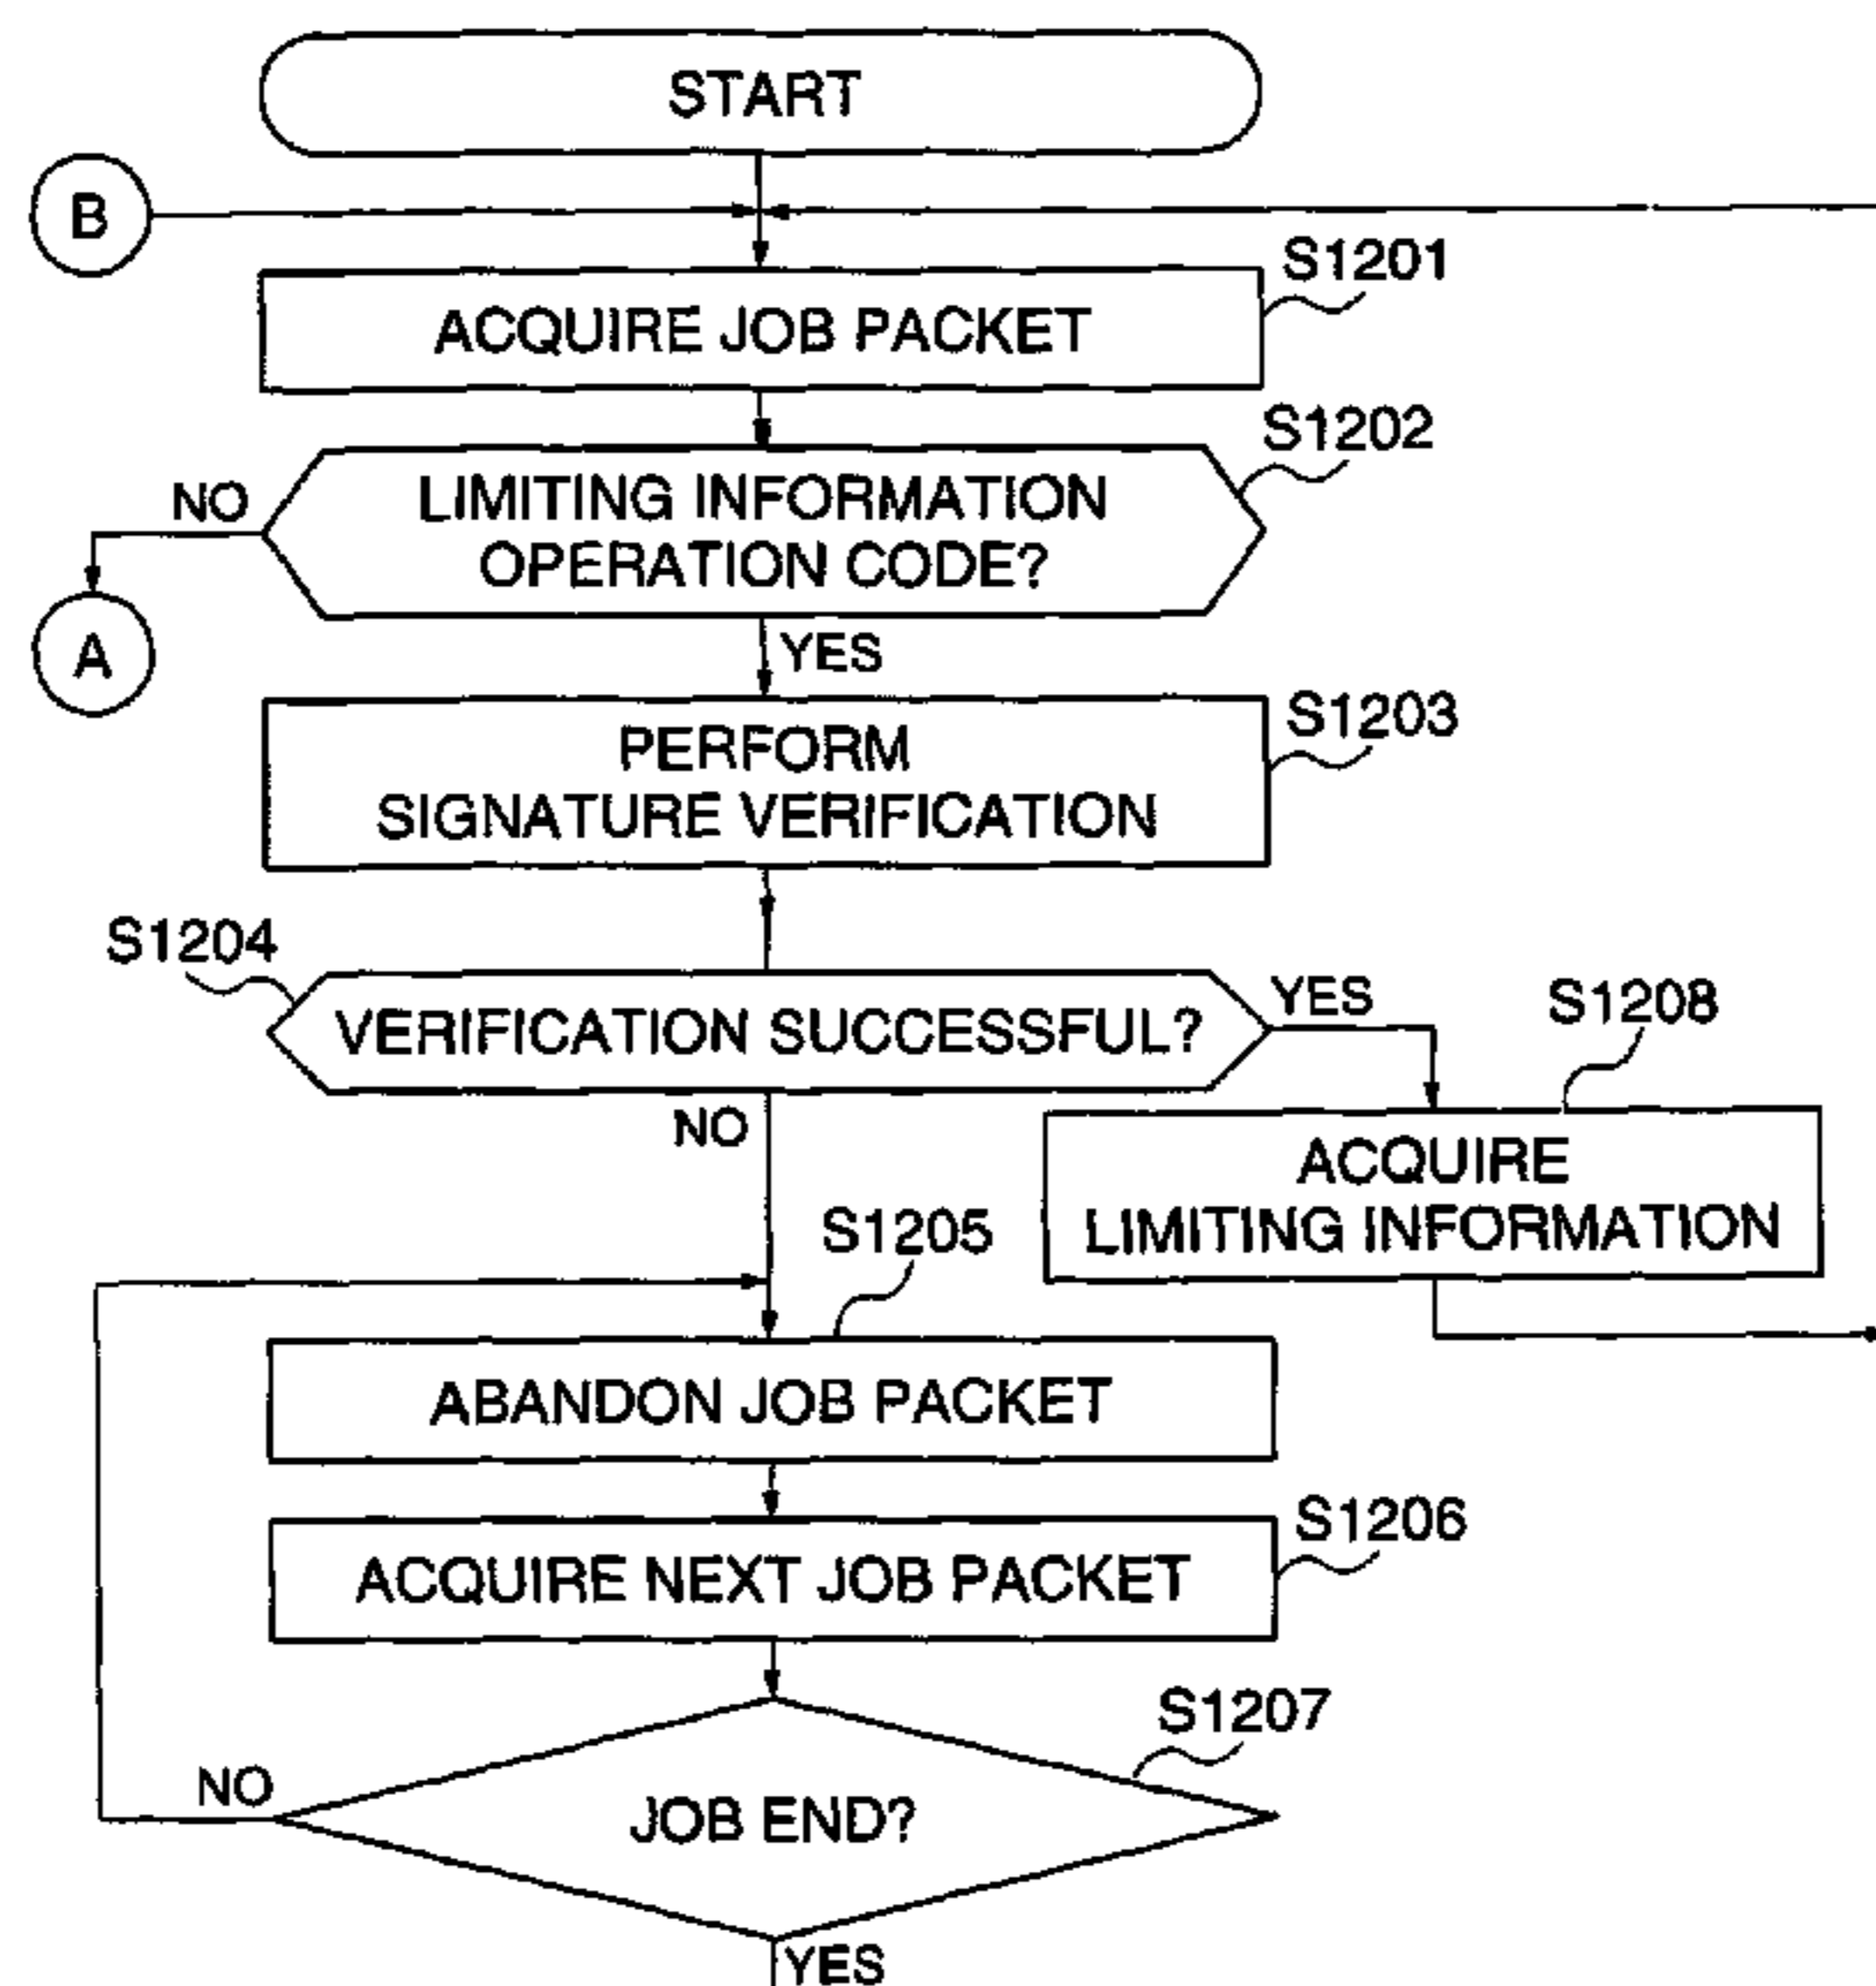 START
B
S1201
ACQUIRE JOB PACKET
S1202
NO
LIMITING INFORMATION
OPERATION CODE?
A
YES
S1203
PERFORM
SIGNATURE VERIFICATION
S1204
VERIFICATION SUCCESSFUL?
YES
S1208
NO
ACQUIRE
LIMITING INFORMATION
S1205
ABANDON JOB PACKET
S1206
ACQUIRE NEXT JOB PACKET
S1207
NO
JOB END?
YES